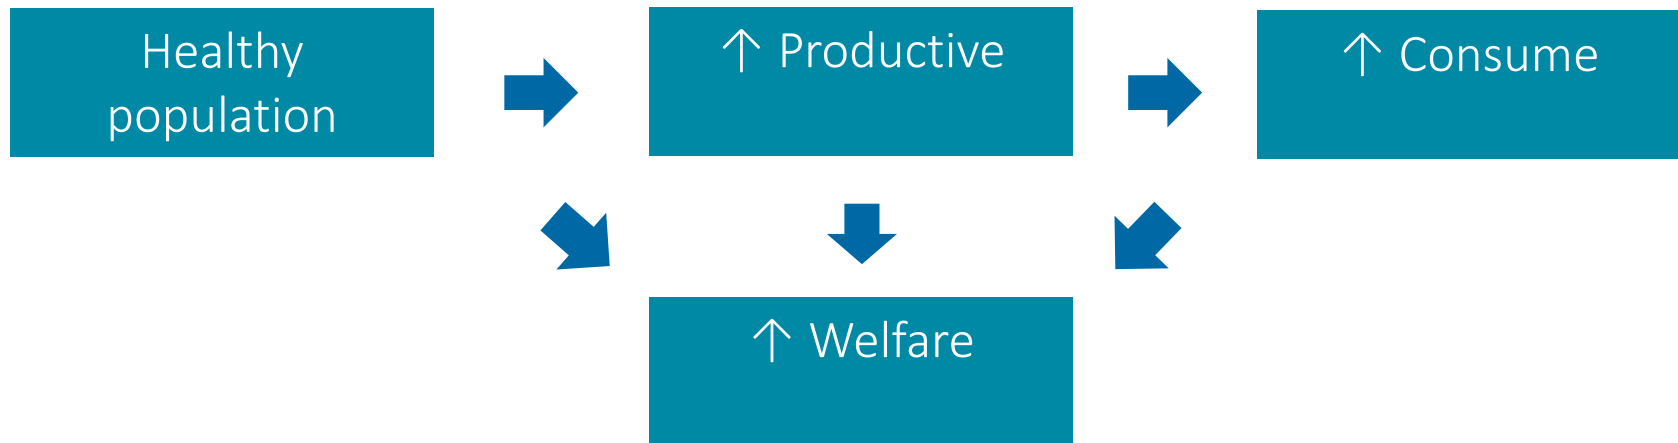 Healthy
population
↑ Productive
↑ Consume
↑ Welfare